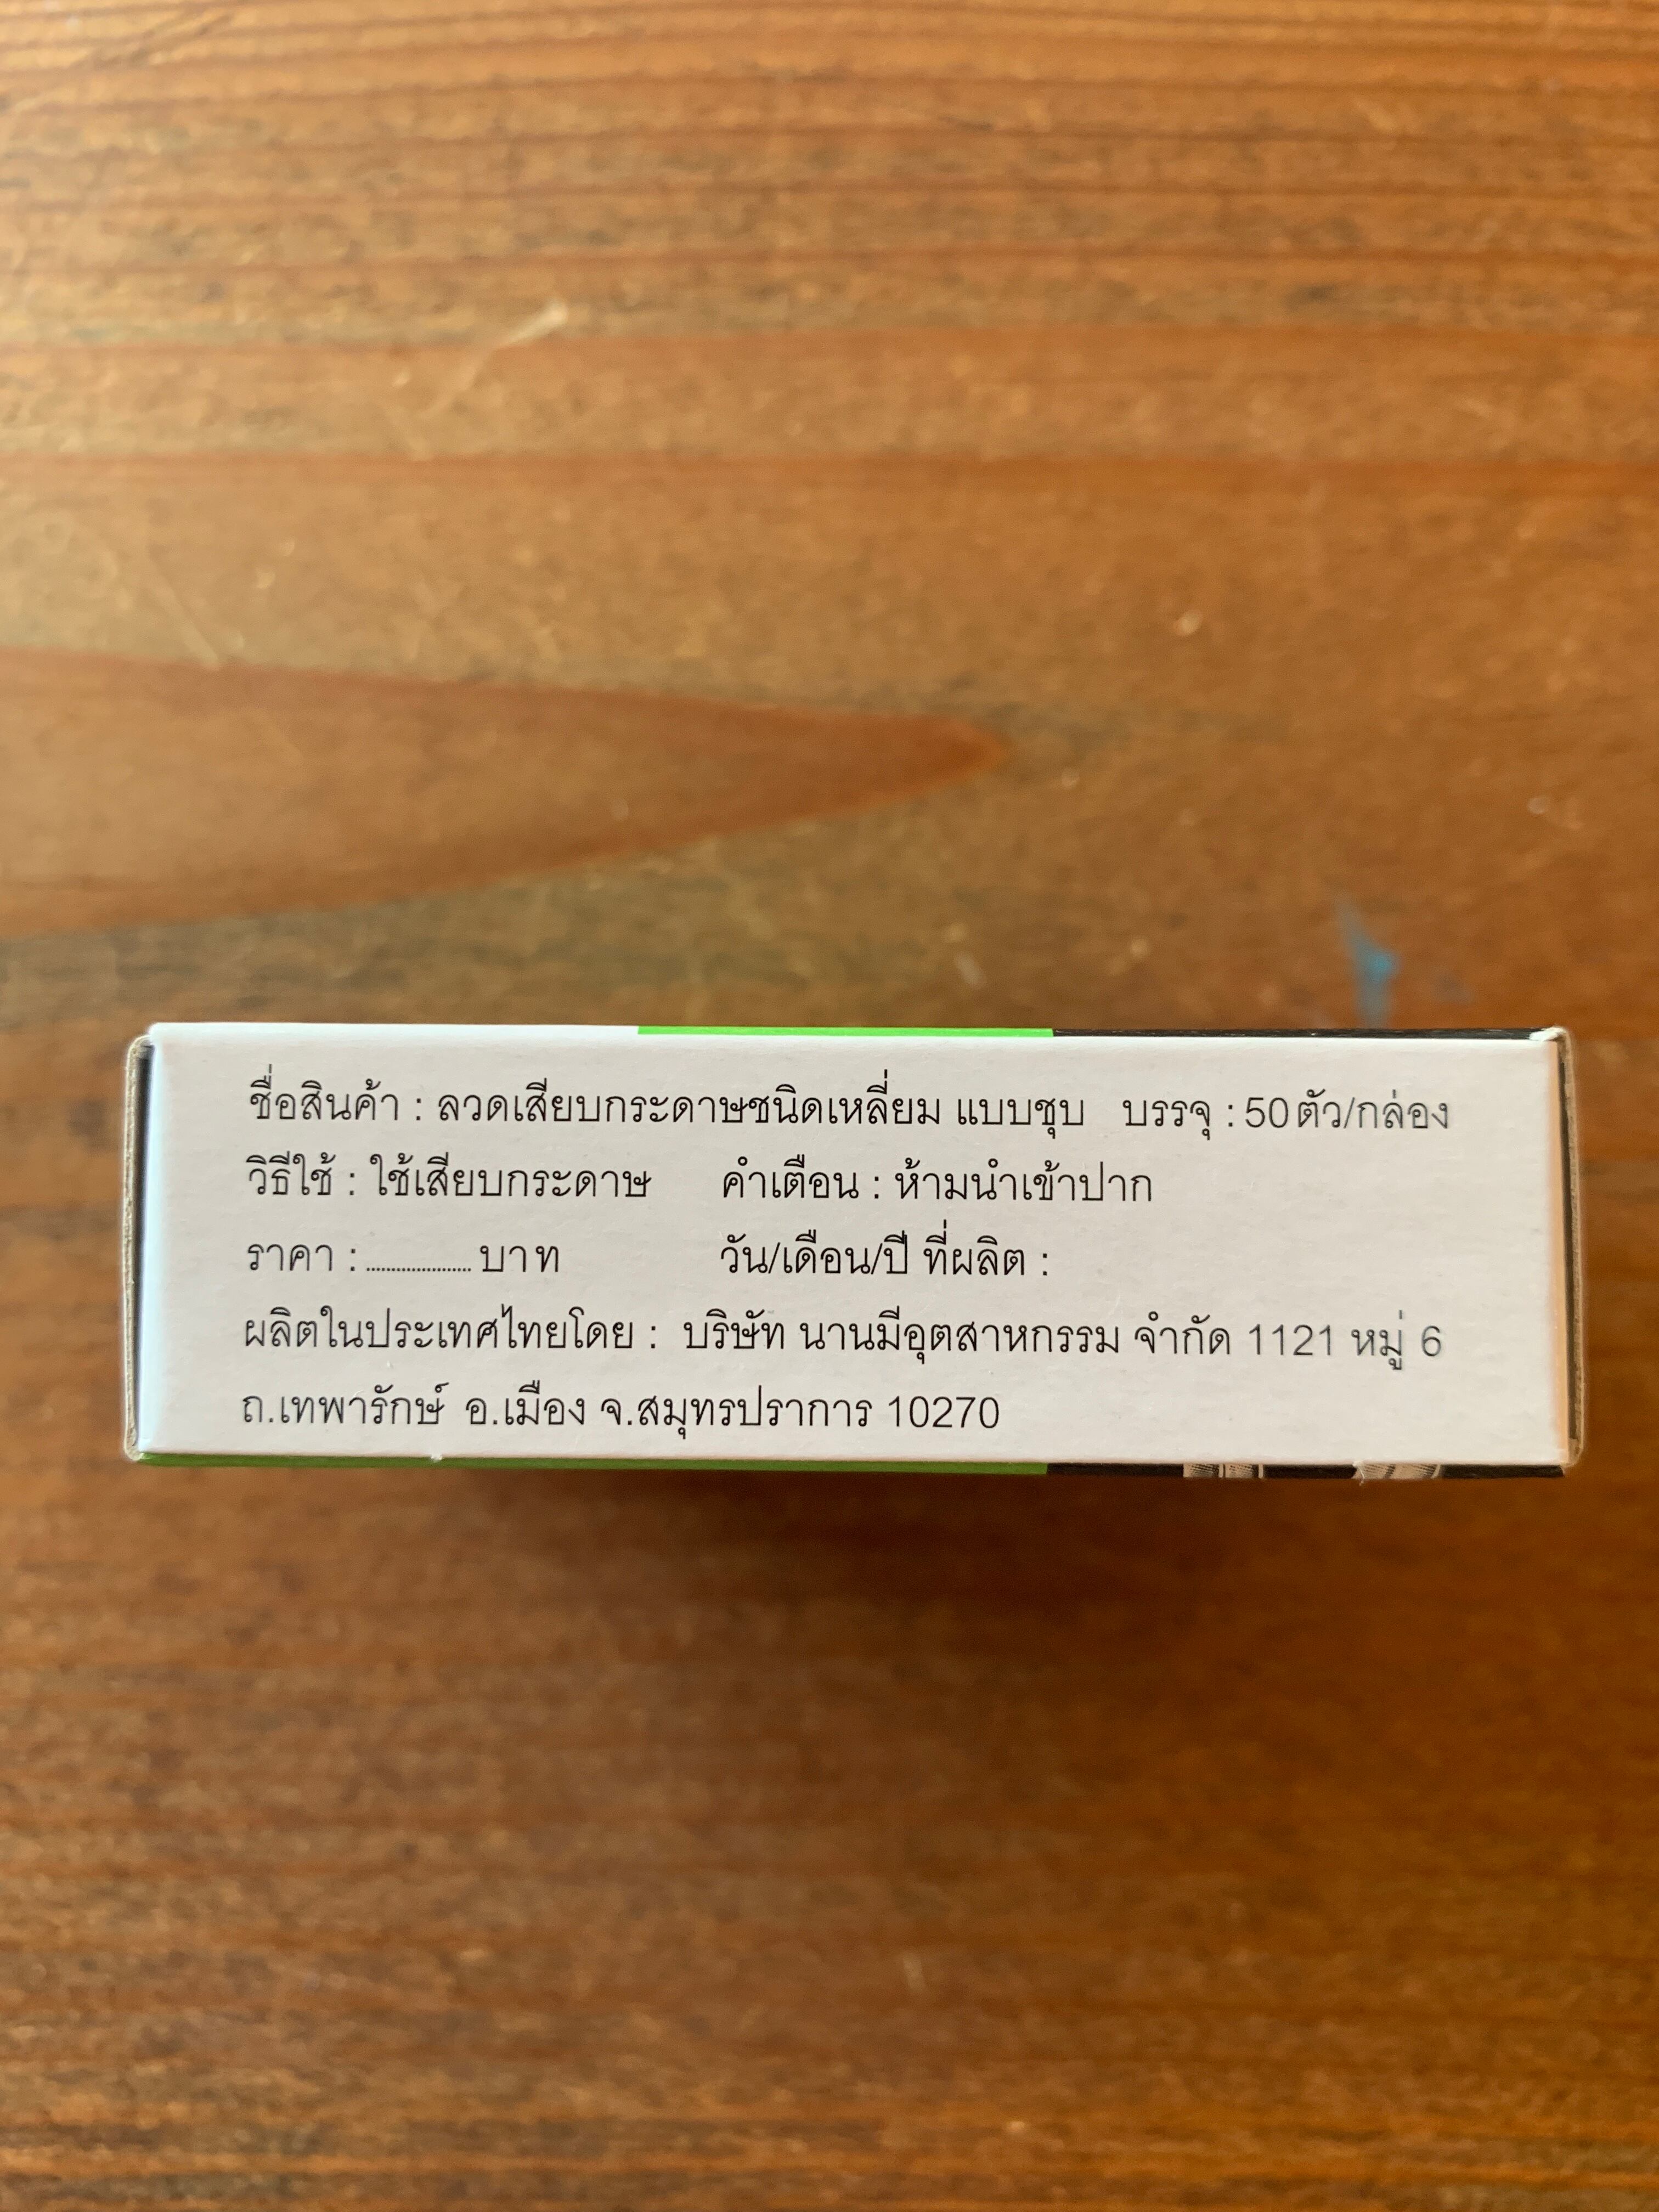 ชื่อสินค้า : ลวดเสียบกระดาษชนิดเหลี่ยม แบบชุบ บรรจุ : 50 ตัว/กล่อง
วิธีใช้ : ใช้เสียบกระดาษ คำเตือน : ห้ามนำเข้าปาก
ราคา : .................... บาท วัน/เดือน/ปี ที่ผลิต :
ผลิตในประเทศไทยโดย : บริษัท นานมีอุตสาหกรรม จำกัด 1121 หมู่ 6
ถ.เทพารักษ์ อ.เมือง จ.สมุทรปราการ 10270